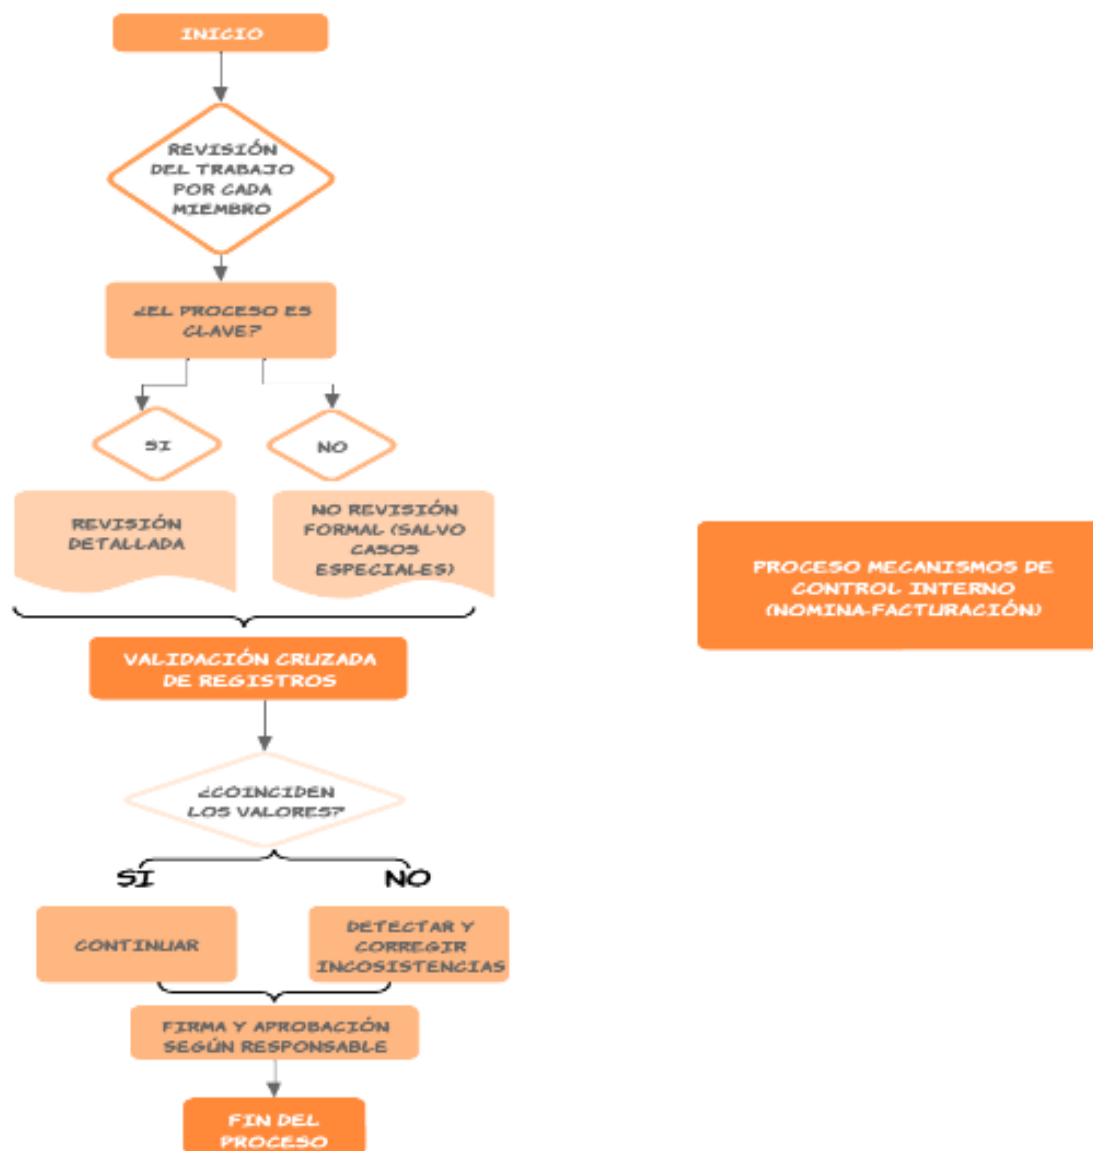 INICIO
REVISIÓN
DEL TRABAJO
POR CADA
MIEMBRO
¿EL PROCESO ES
CLAVE?
SI
NO
REVISIÓN
DETALLADA
NO REVISIÓN
FORMAL (SALVO
CASOS
ESPECIALES)
PROCESO MECANISMOS DE
CONTROL INTERNO
(NOMINA-FACTURACIÓN)
VALIDACIÓN CRUZADA
DE REGISTROS
¿COINCIDEN
LOS VALORES?
SI
NO
CONTINUAR
DETECTAR Y
CORREGIR
INCOSISTENCIAS
FIRMA Y APROBACIÓN
SEGÚN RESPONSABLE
FIN DEL
PROCESO